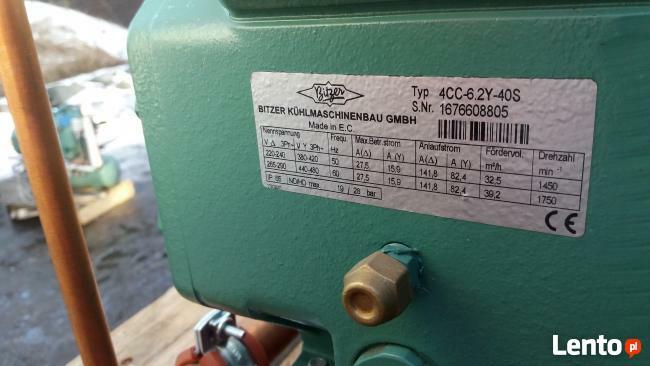 Bitzer
Typ 4CC-6.2Y-40S
S.Nr. 1676608805
BITZER KÜHLMASCHINENBAU GMBH
Made in E.C.
Nennspannung Frequ. Max.Betr.strom Anlaufstrom Fördervol. Drehzahl
V Δ 3Ph~ V Y 3Ph~ Hz A(Δ) A (Y) A(Δ) A (Y) m³/h min⁻¹
220-240 380-420 50 27,5 15,9 141,8 82,4 32,5 1450
265-290 440-480 60 27,5 15,9 141,8 82,4 39,2 1750
IP 65 ND/HD max. 19 / 28 bar
CE
Lento.pl